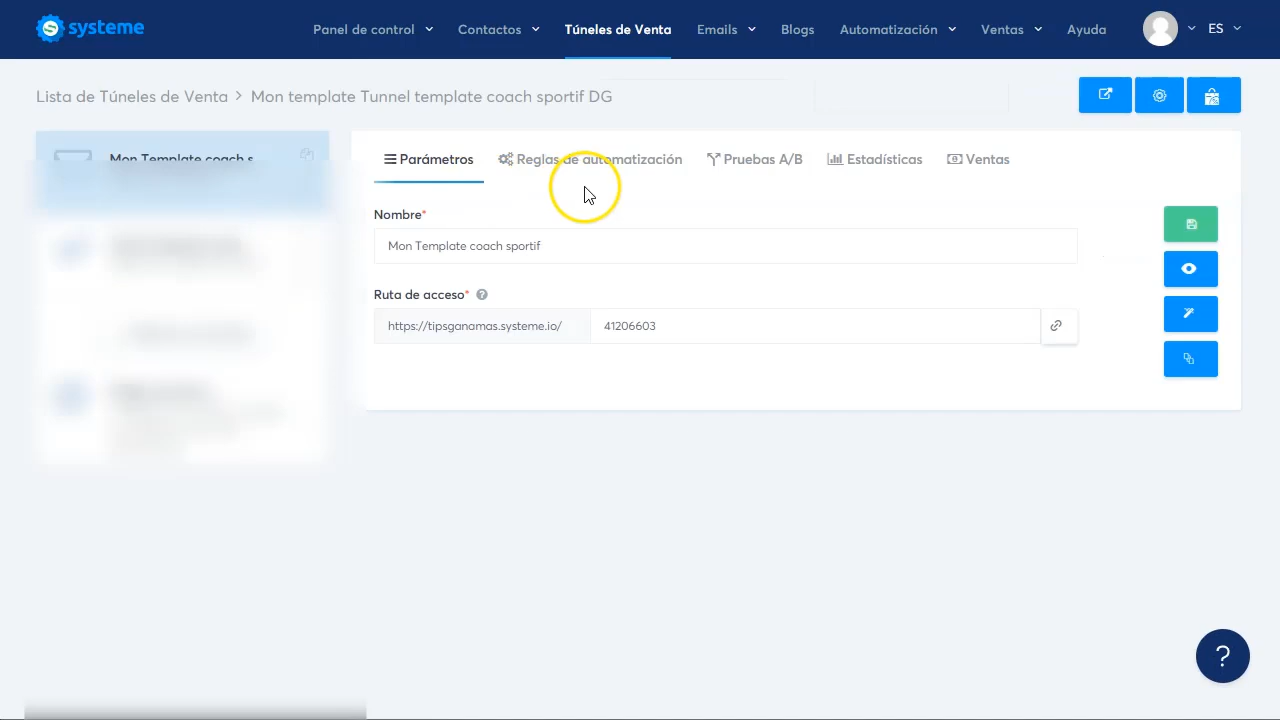 systeme
Panel de control
Contactos
Túneles de Venta
Emails
Blogs
Automatización
Ventas
Ayuda
ES
Lista de Túneles de Venta > Mon template Tunnel template coach sportif DG
Mon Template coach s
Parámetros
Reglas de automatización
Pruebas A/B
Estadísticas
Ventas
Nombre*
Mon Template coach sportif
Ruta de acceso* ?
https://tipsganamas.systeme.io/
41206603
?